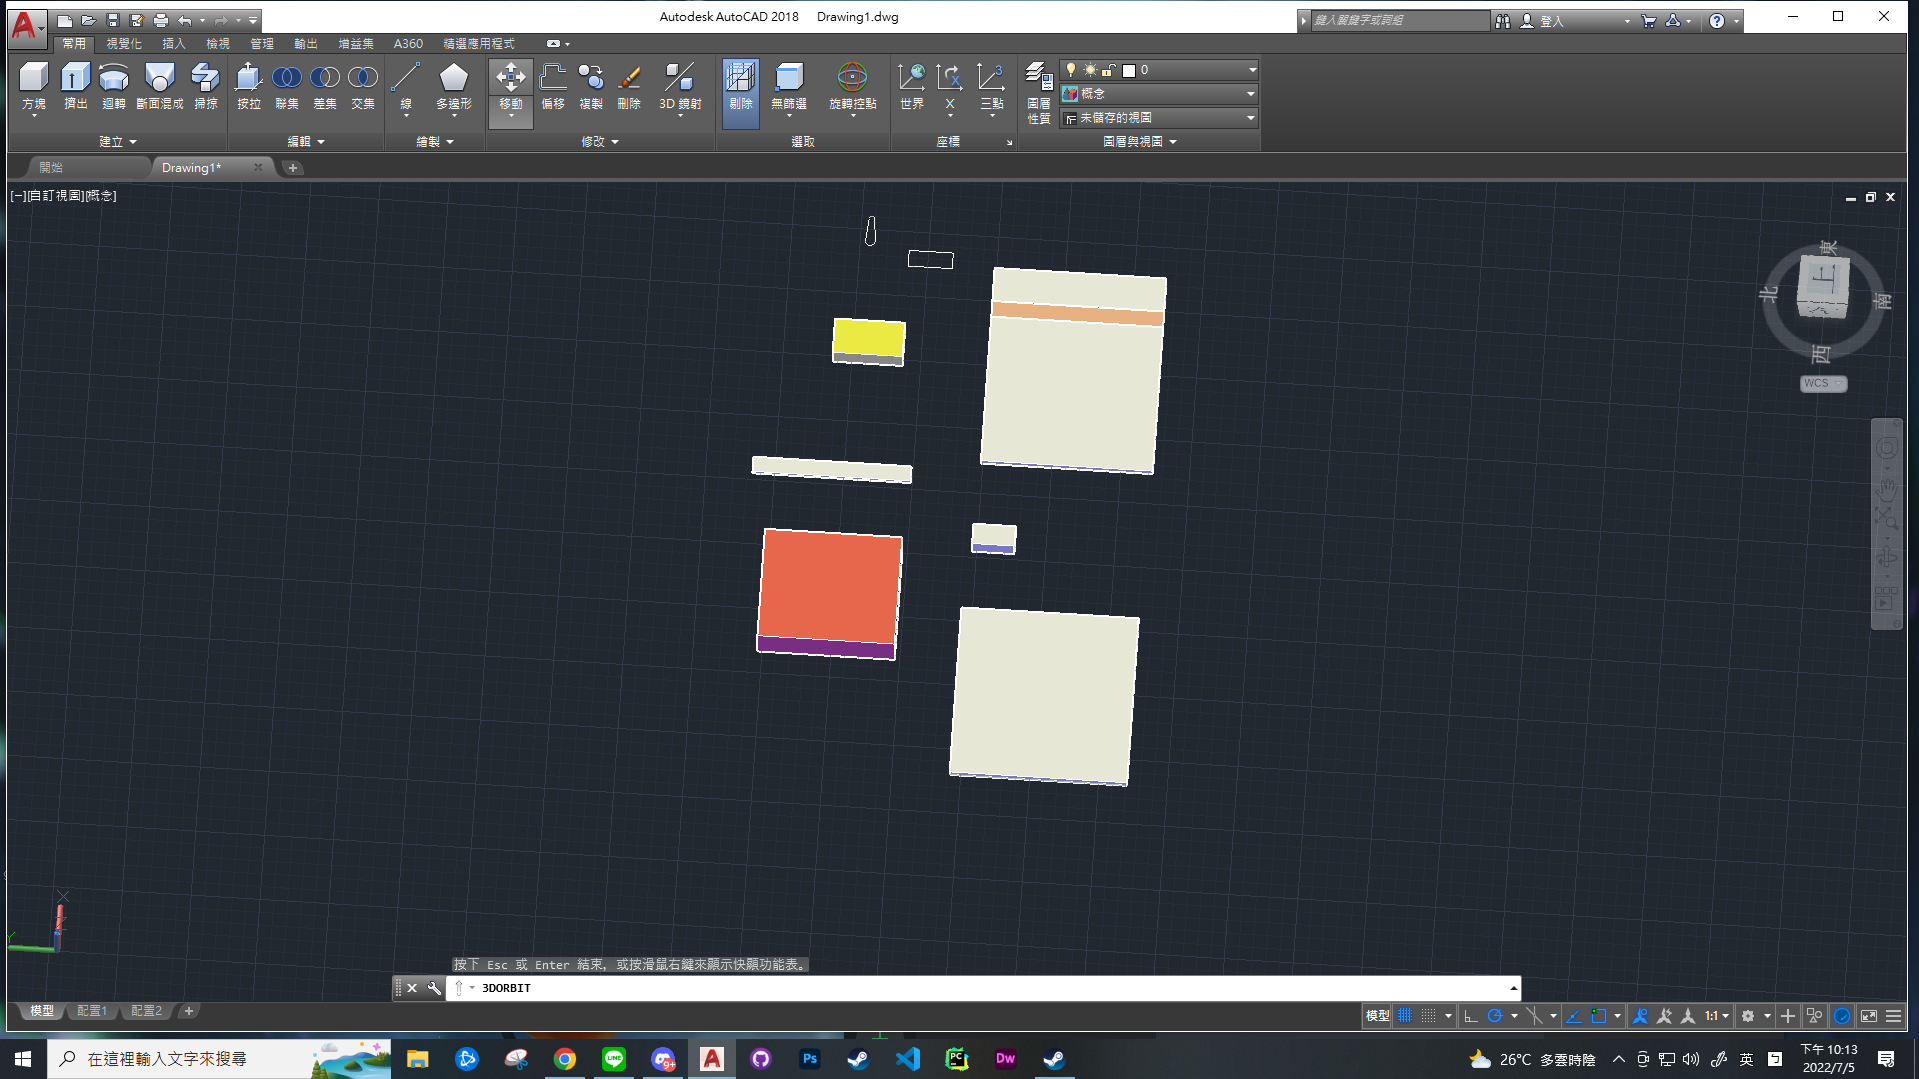 Autodesk AutoCAD 2018 Drawing1.dwg
鍵入關鍵字或詞組
登入
常用 視覺化 插入 檢視 管理 輸出 增益集 A360 精選應用程式
方塊 擠出 迴轉 斷面混成 掃掠 按拉 聯集 差集 交集 線 多邊形 移動 偏移 複製 刪除 3D 鏡射 剔除 無篩選 旋轉控點 世界 X 三點 圖層性質
0
概念
未儲存的視圖
建立 編輯 繪製 修改 選取 座標 圖層與視圖
開始 Drawing1*
[−][自訂視圖][概念]
東
北 上 南
西
WCS
X
Y
按下 Esc 或 Enter 結束, 或按滑鼠右鍵來顯示快顯功能表。
3DORBIT
模型 配置1 配置2
模型 1:1
在這裡輸入文字來搜尋
LINE
9+
Ps
PC
Dw
26°C 多雲時陰
英
下午 10:13
2022/7/5